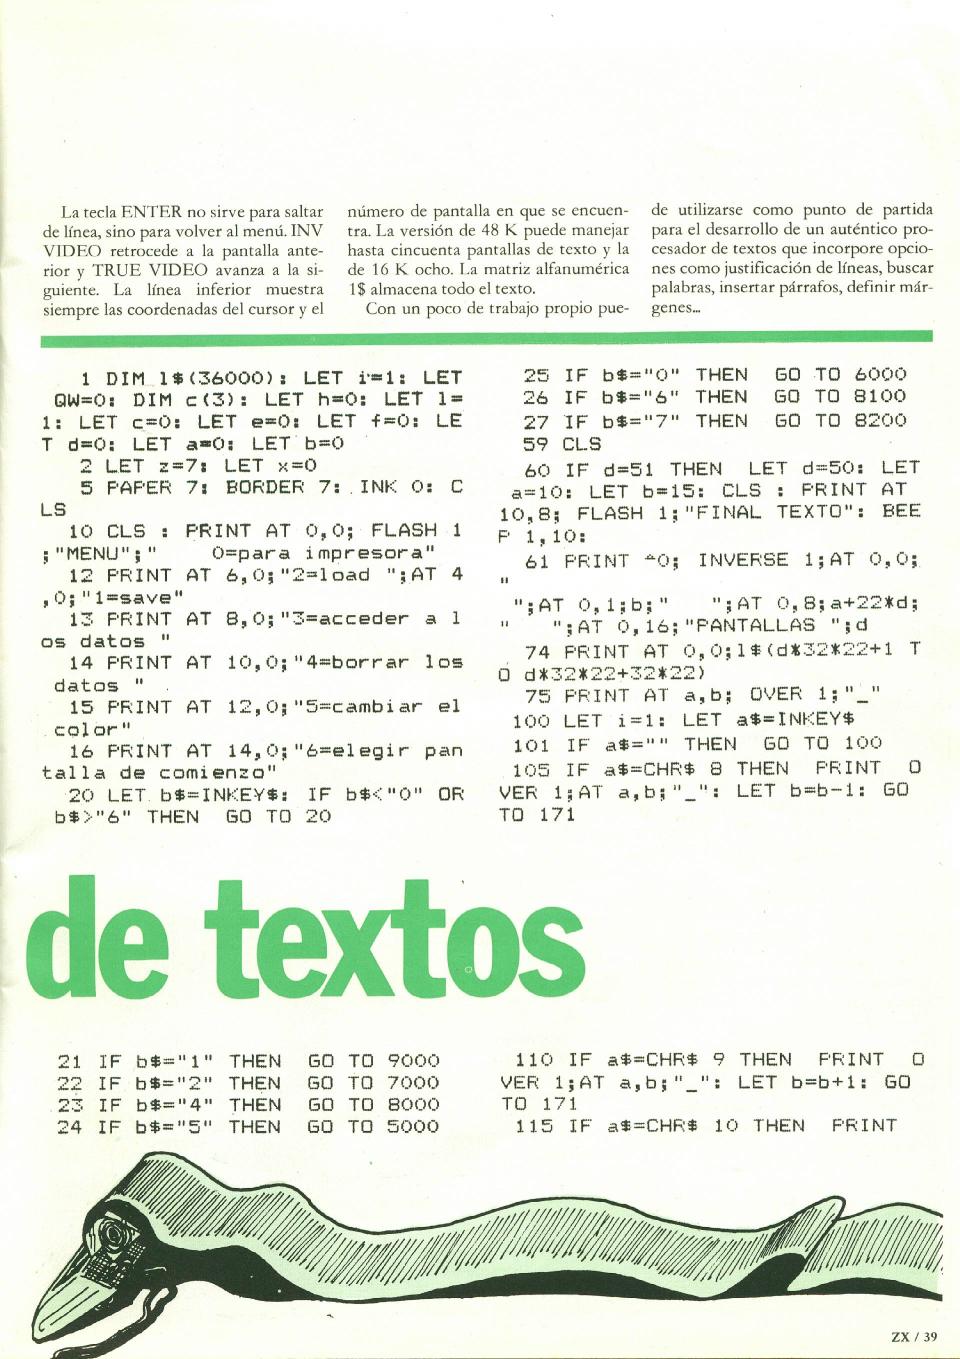 La tecla ENTER no sirve para saltar
de línea, sino para volver al menú. INV
VIDEO retrocede a la pantalla ante-
rior y TRUE VIDEO avanza a la si-
guiente. La línea inferior muestra
siempre las coordenadas del cursor y el
número de pantalla en que se encuen-
tra. La versión de 48 K puede manejar
hasta cincuenta pantallas de texto y la
de 16 K ocho. La matriz alfanumérica
1$ almacena todo el texto.
Con un poco de trabajo propio pue-
de utilizarse como punto de partida
para el desarrollo de un auténtico pro-
cesador de textos que incorpore opcio-
nes como justificación de líneas, buscar
palabras, insertar párrafos, definir már-
genes...
1 DIM l$(36000): LET i=1: LET
QW=0: DIM c(3): LET h=0: LET l=
1: LET c=0: LET e=0: LET f=0: LE
T d=0: LET a=0: LET b=0
2 LET z=7: LET x=0
5 PAPER 7: BORDER 7: INK 0: C
LS
10 CLS : PRINT AT 0,0; FLASH 1
;"MENU";"    0=para impresora"
12 PRINT AT 6,0;"2=load ";AT 4
,0;"1=save"
13 PRINT AT 8,0;"3=acceder a l
os datos "
14 PRINT AT 10,0;"4=borrar los
datos "
15 PRINT AT 12,0;"5=cambiar el
color"
16 PRINT AT 14,0;"6=elegir pan
talla de comienzo"
20 LET b$=INKEY$: IF b$<"0" OR
b$>"6" THEN  GO TO 20
25 IF b$="0" THEN  GO TO 6000
26 IF b$="6" THEN  GO TO 8100
27 IF b$="7" THEN  GO TO 8200
59 CLS
60 IF d=51 THEN  LET d=50: LET
a=10: LET b=15: CLS : PRINT AT
10,8; FLASH 1;"FINAL TEXTO": BEE
P 1,10:
61 PRINT #0; INVERSE 1;AT 0,0;
"
";AT 0,1;b;"   ";AT 0,8;a+22*d;
"   ";AT 0,16;"PANTALLAS ";d
74 PRINT AT 0,0;l$(d*32*22+1 T
O d*32*22+32*22)
75 PRINT AT a,b; OVER 1;"_"
100 LET i=1: LET a$=INKEY$
101 IF a$="" THEN  GO TO 100
105 IF a$=CHR$ 8 THEN  PRINT  O
VER 1;AT a,b;"_": LET b=b-1: GO
TO 171
de textos
21 IF b$="1" THEN  GO TO 9000
22 IF b$="2" THEN  GO TO 7000
23 IF b$="4" THEN  GO TO 8000
24 IF b$="5" THEN  GO TO 5000
110 IF a$=CHR$ 9 THEN  PRINT  O
VER 1;AT a,b;"_": LET b=b+1: GO
TO 171
115 IF a$=CHR$ 10 THEN  PRINT
ZX / 39